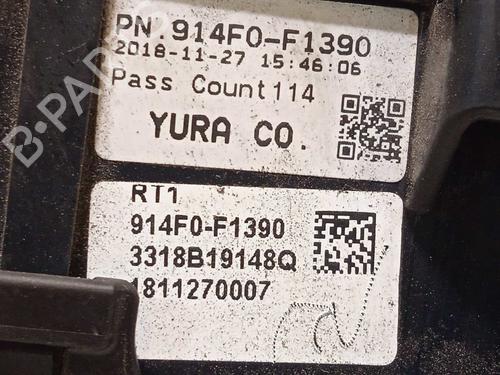 PN.914F0-F1390
2018-11-27 15:46:06
Pass Count114
YURA CO.
RT1
914F0-F1390
3318B19148Q
1811270007
B-PARTS